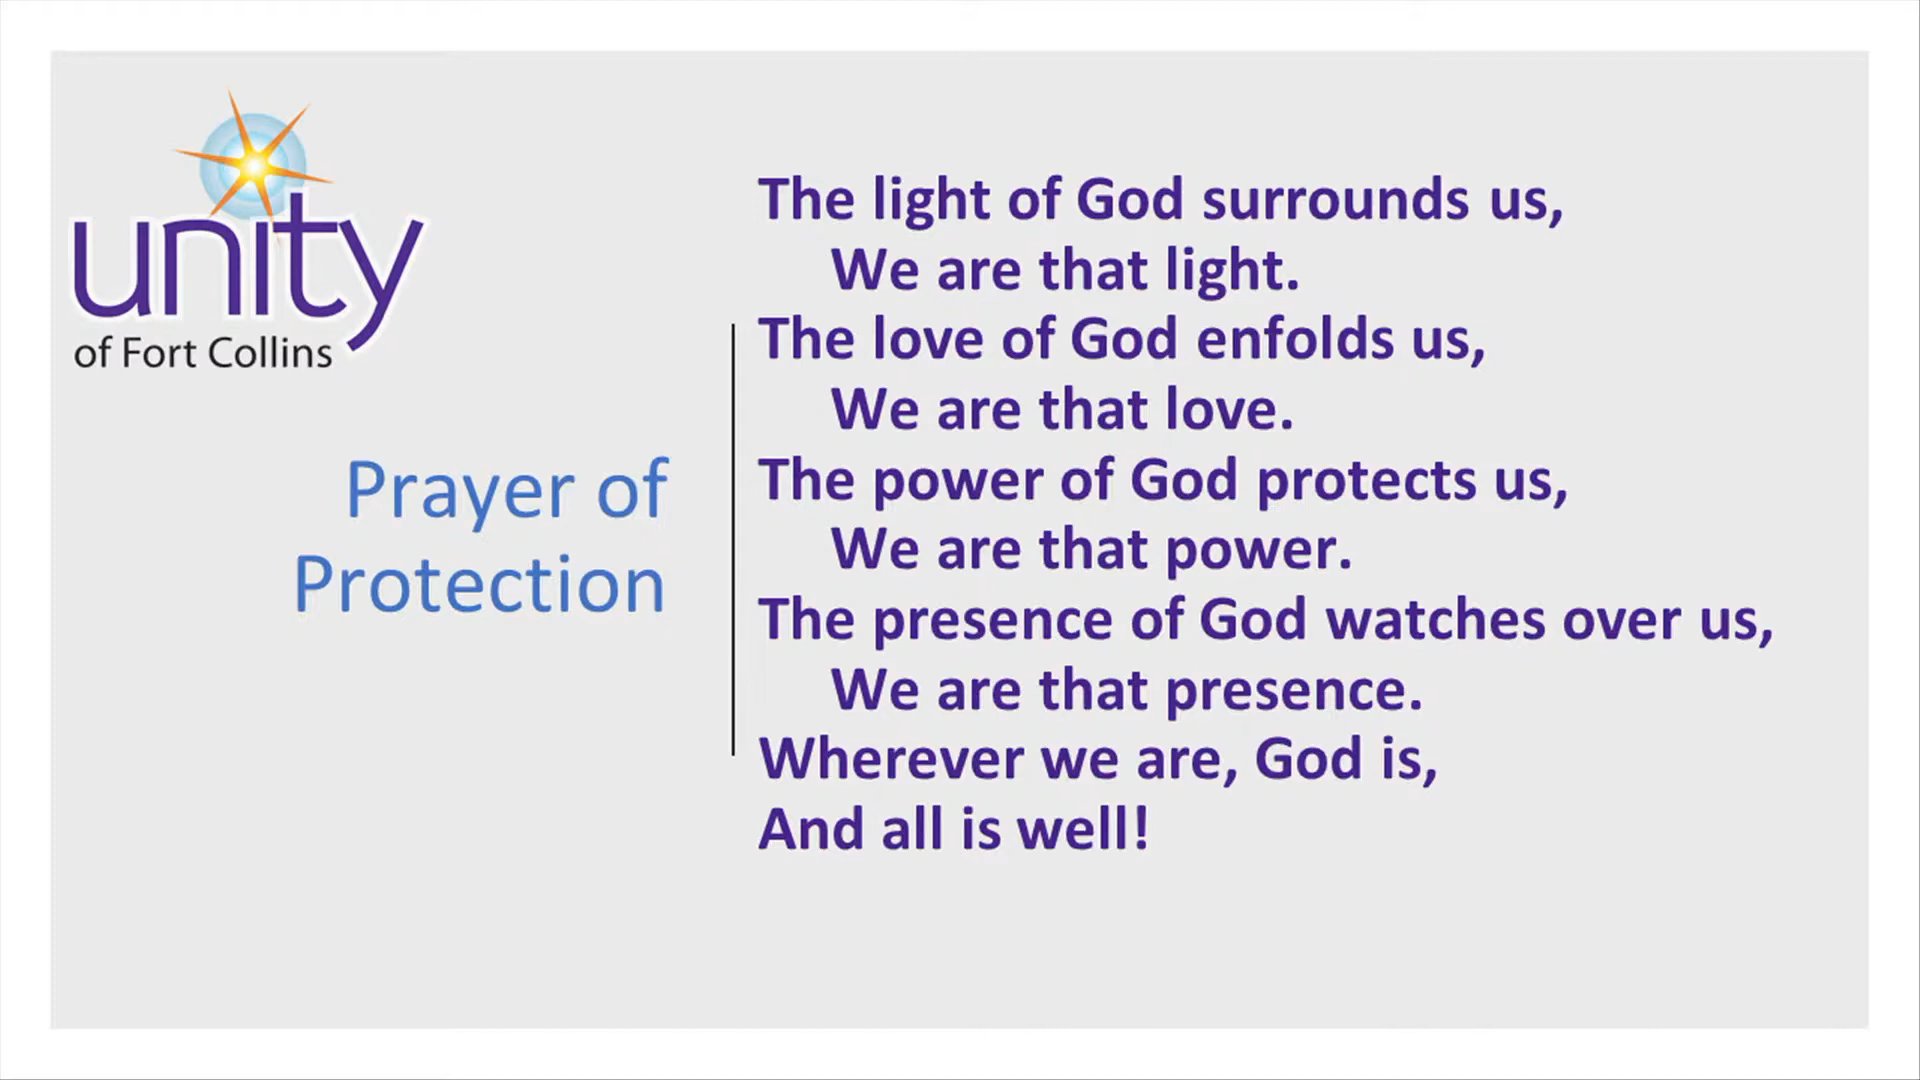 unity
of Fort Collins
Prayer of
Protection
The light of God surrounds us,
We are that light.
The love of God enfolds us,
We are that love.
The power of God protects us,
We are that power.
The presence of God watches over us,
We are that presence.
Wherever we are, God is,
And all is well!